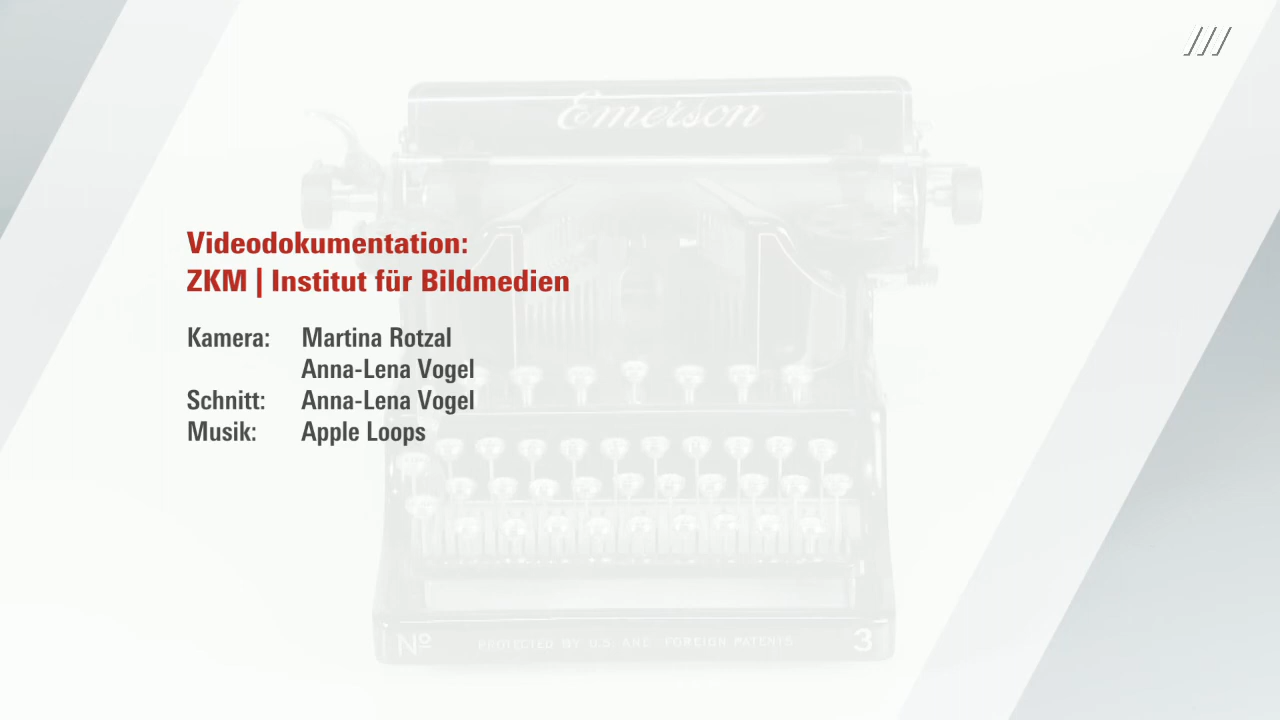 Emerson
Videodokumentation:
ZKM | Institut für Bildmedien
Kamera: Martina Rotzal
Anna-Lena Vogel
Schnitt: Anna-Lena Vogel
Musik: Apple Loops
Nº PROTECTED BY U.S. AND FOREIGN PATENTS 3